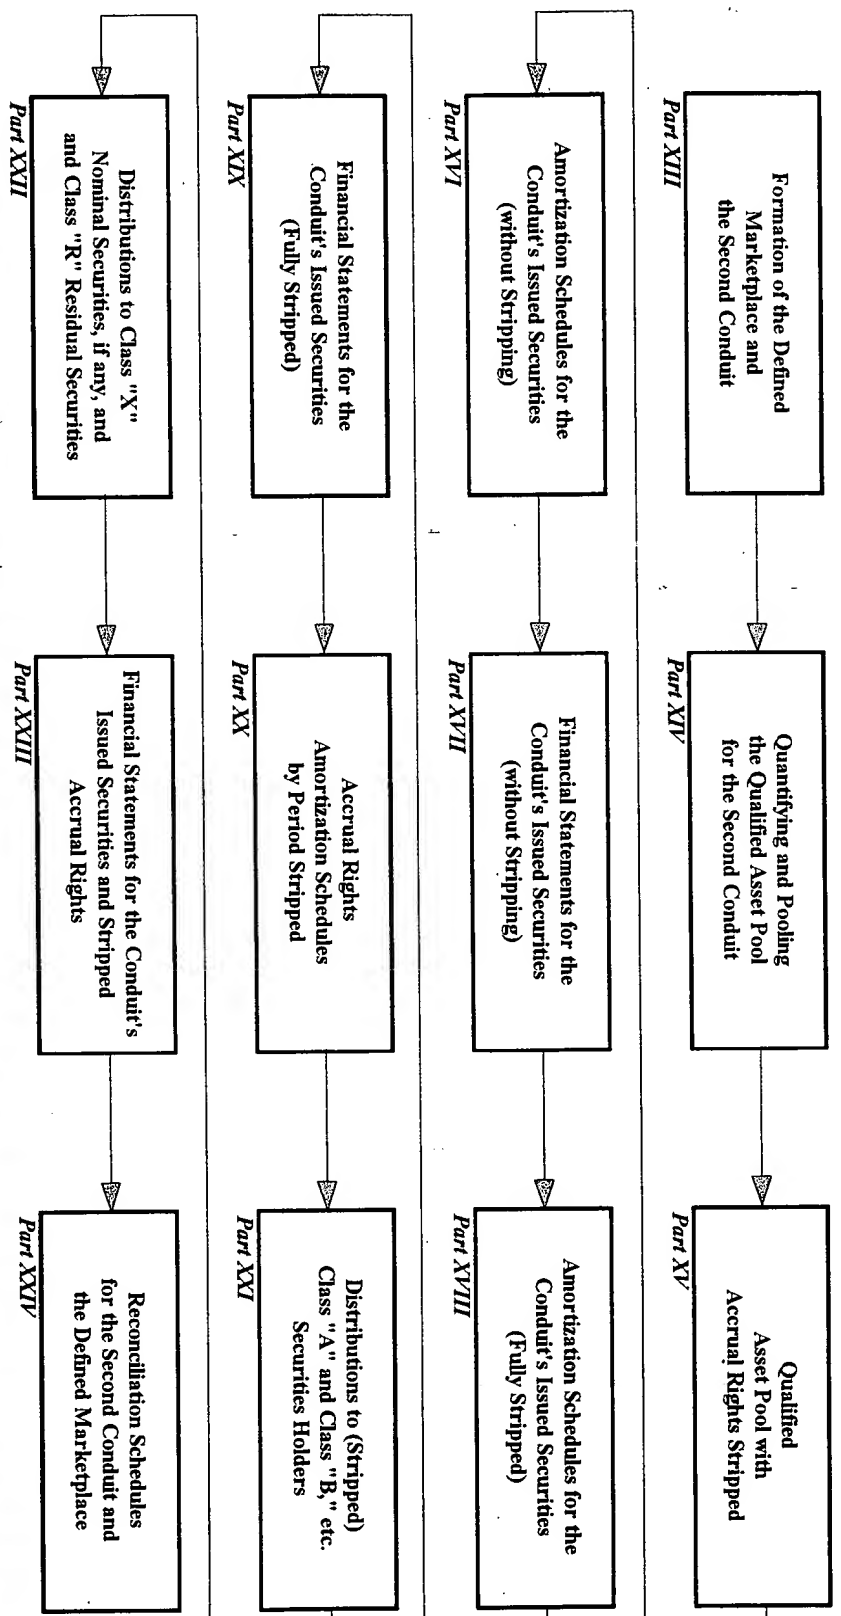 Formation of the Defined
Marketplace and
the Second Conduit
Part XIII
Quantifying and Pooling
the Qualified Asset Pool
for the Second Conduit
Part XIV
Qualified
Asset Pool with
Accrual Rights Stripped
Part XV
Amortization Schedules for the
Conduit's Issued Securities
(without Stripping)
Part XVI
Financial Statements for the
Conduit's Issued Securities
(without Stripping)
Part XVII
Amortization Schedules for the
Conduit's Issued Securities
(Fully Stripped)
Part XVIII
Financial Statements for the
Conduit's Issued Securities
(Fully Stripped)
Part XIX
Accrual Rights
Amortization Schedules
by Period Stripped
Part XX
Distributions to (Stripped)
Class "A" and Class "B," etc.
Securities Holders
Part XXI
Distributions to Class "X"
Nominal Securities, if any, and
and Class "R" Residual Securities
Part XXII
Financial Statements for the Conduit's
Issued Securities and Stripped
Accrual Rights
Part XXIII
Reconciliation Schedules
for the Second Conduit and
the Defined Marketplace
Part XXIV